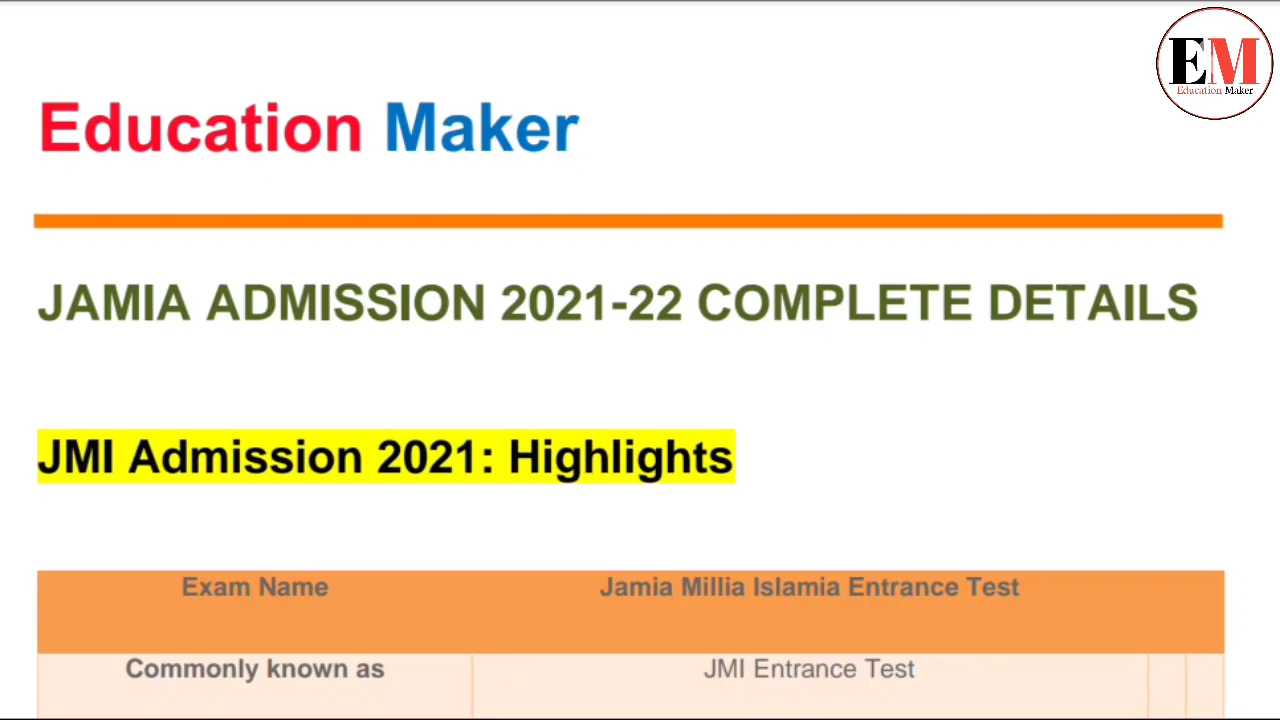 EM
Education Maker
Education Maker
JAMIA ADMISSION 2021-22 COMPLETE DETAILS
JMI Admission 2021: Highlights
Exam Name Jamia Millia Islamia Entrance Test
Commonly known as JMI Entrance Test